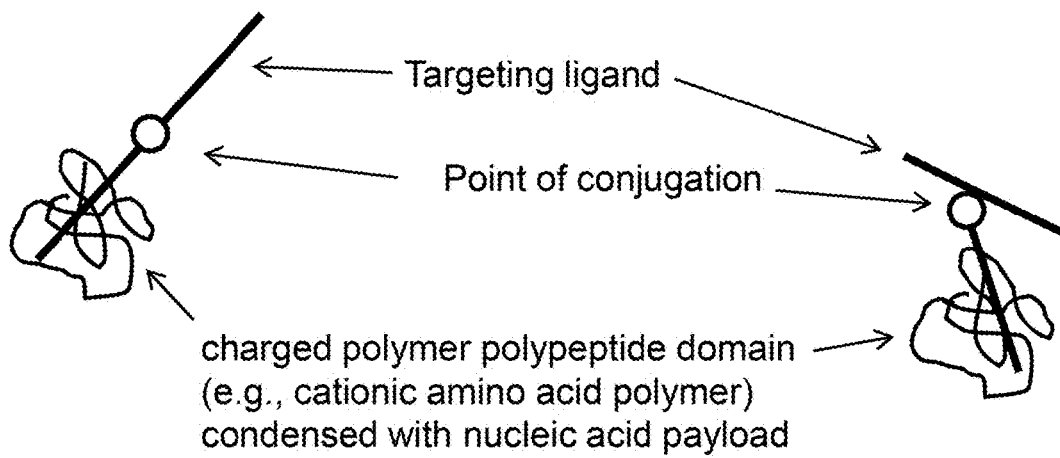 Targeting ligand
Point of conjugation
charged polymer polypeptide domain
(e.g., cationic amino acid polymer)
condensed with nucleic acid payload